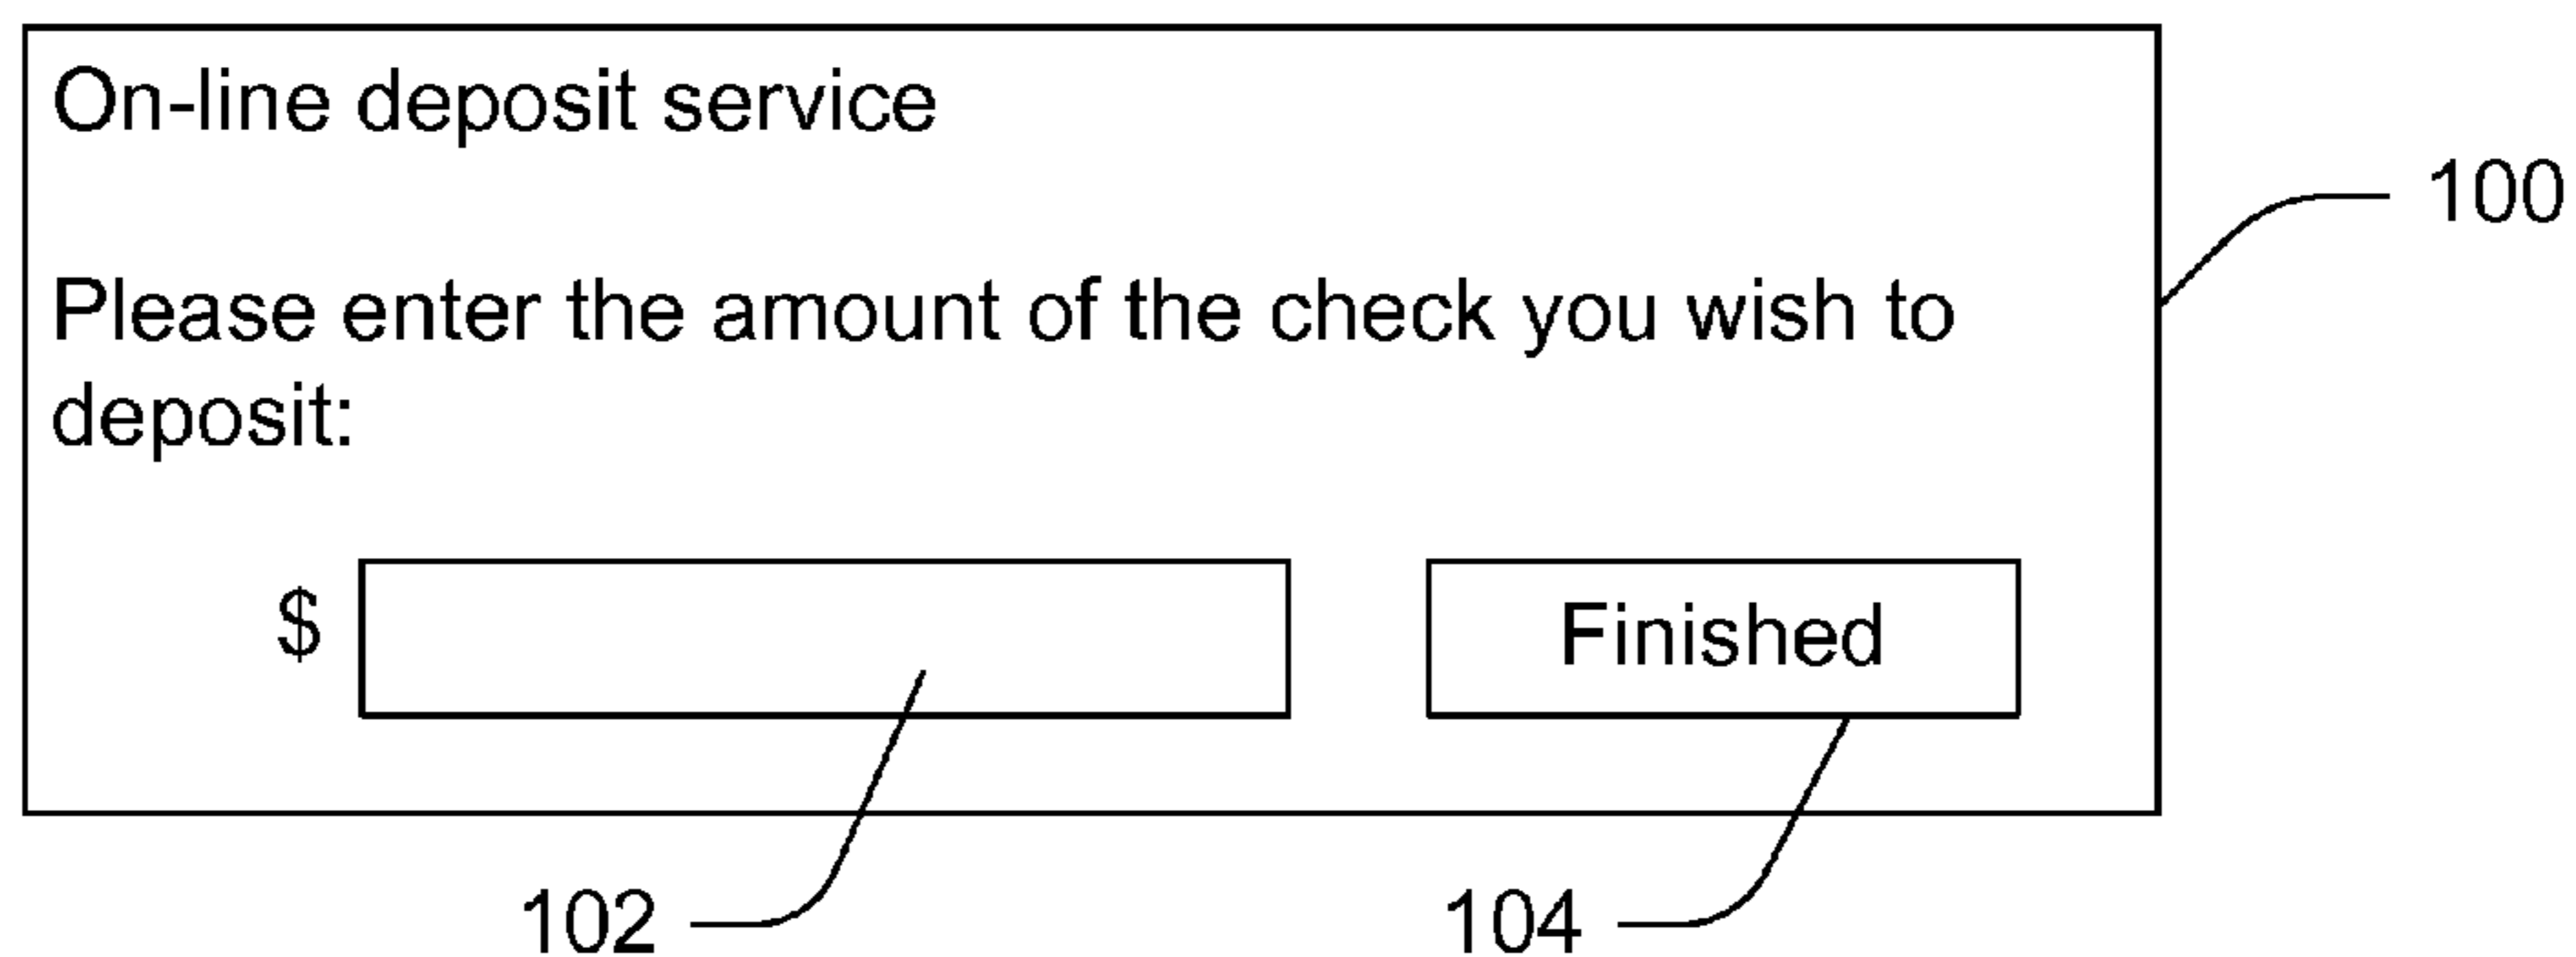 On-line deposit service
100
Please enter the amount of the check you wish to
deposit:
$ Finished
102 104